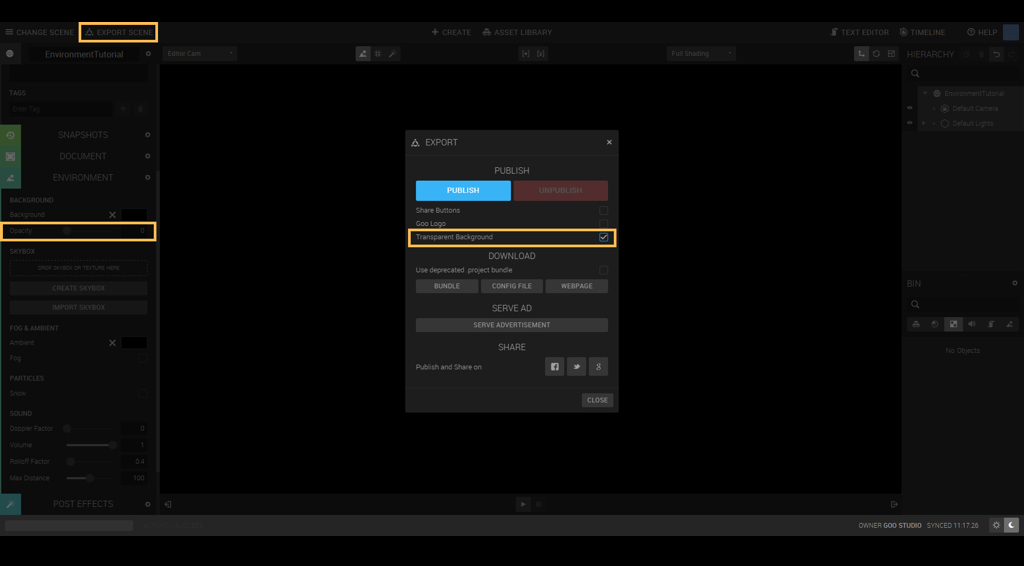 CHANGE SCENE
EXPORT SCENE
CREATE
ASSET LIBRARY
TEXT EDITOR
TIMELINE
HELP
EnvironmentTutorial
Editor Cam
Full Shading
HIERARCHY
TAGS
Enter Tag
SNAPSHOTS
DOCUMENT
ENVIRONMENT
BACKGROUND
Background
Opacity 0
SKYBOX
DROP SKYBOX OR TEXTURE HERE
CREATE SKYBOX
IMPORT SKYBOX
FOG & AMBIENT
Ambient
Fog
PARTICLES
Snow
SOUND
Doppler Factor 0
Volume 1
Rolloff Factor 0.4
Max Distance 100
POST EFFECTS
EXPORT
PUBLISH
PUBLISH UNPUBLISH
Share Buttons
Goo Logo
Transparent Background
DOWNLOAD
Use deprecated .project bundle
BUNDLE CONFIG FILE WEBPAGE
SERVE AD
SERVE ADVERTISEMENT
SHARE
Publish and Share on
CLOSE
EnvironmentTutorial
Default Camera
Default Lights
BIN
No Objects
OWNER GOO STUDIO SYNCED 11:17:26